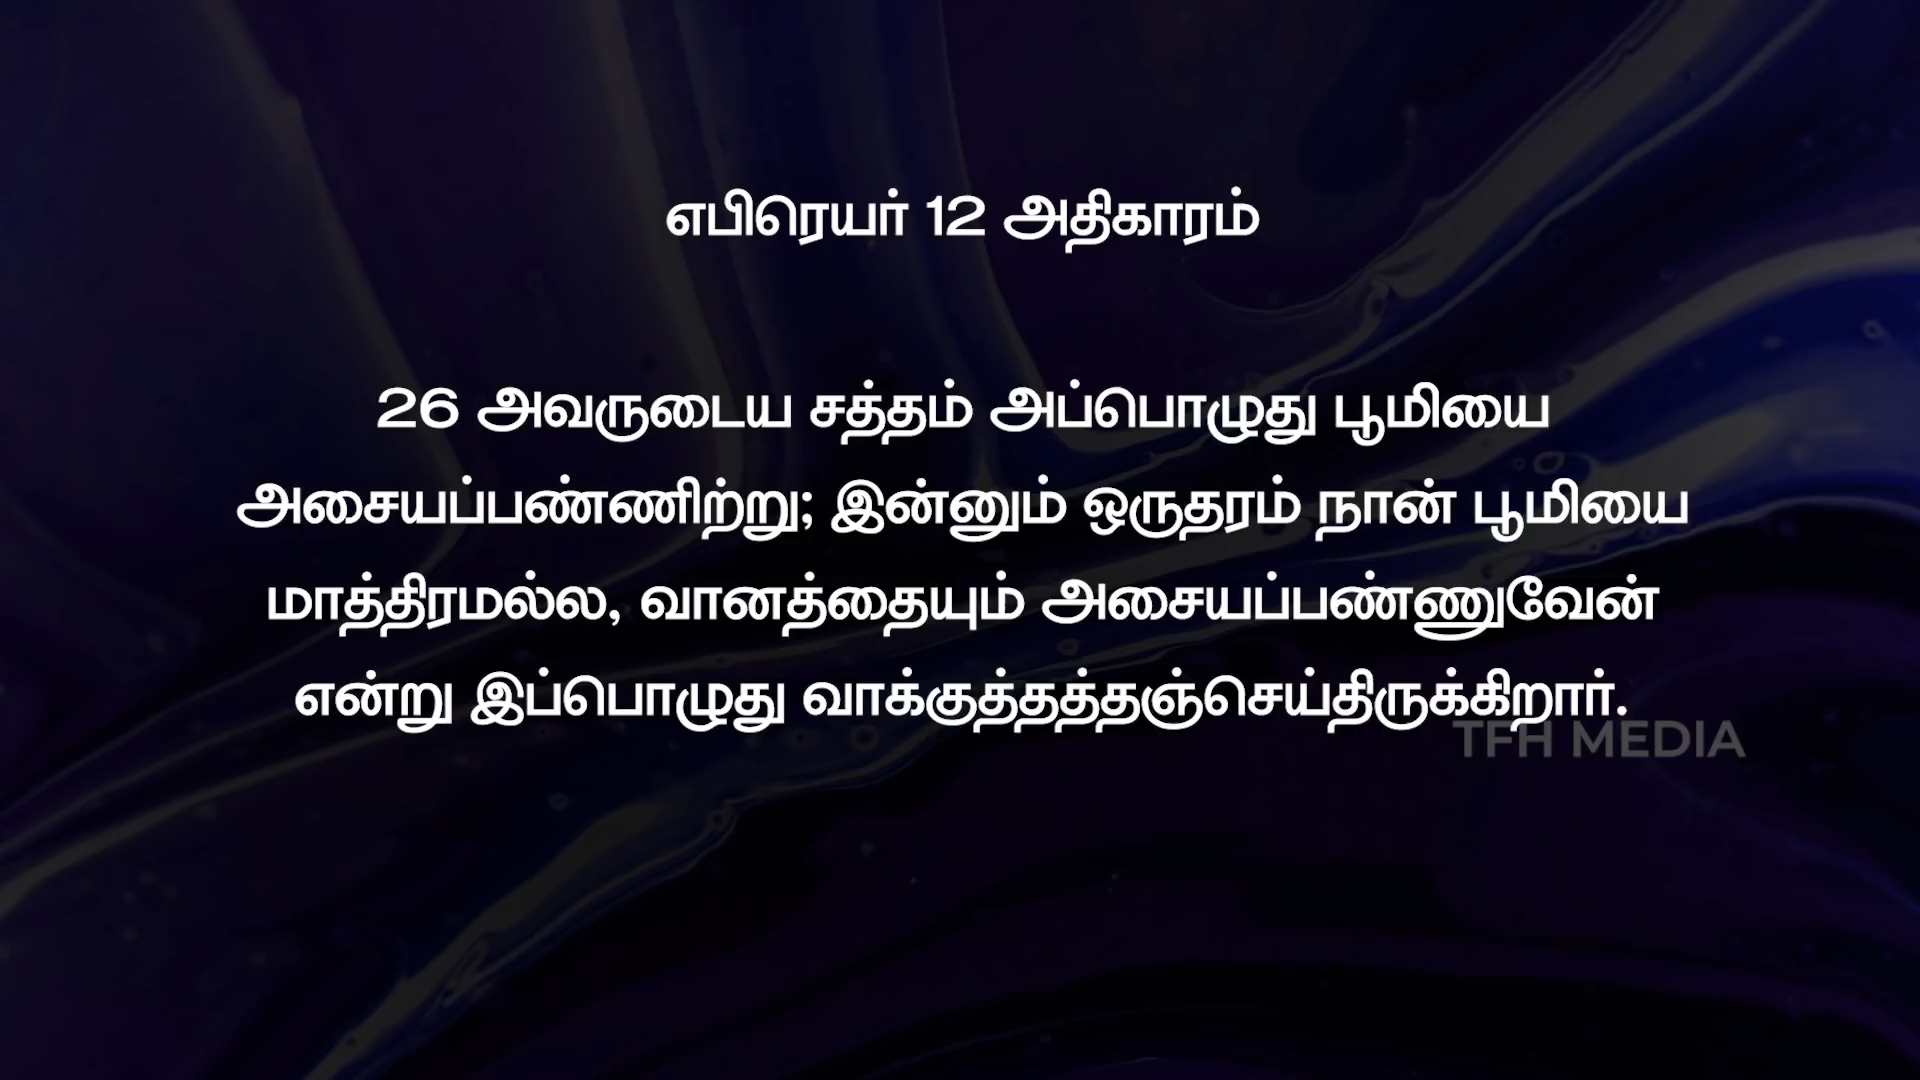 எபிரெயர் 12 அதிகாரம்
26 அவருடைய சத்தம் அப்பொழுது பூமியை
அசையப்பண்ணிற்று; இன்னும் ஒருதரம் நான் பூமியை
மாத்திரமல்ல, வானத்தையும் அசையப்பண்ணுவேன்
என்று இப்பொழுது வாக்குத்தத்தஞ்செய்திருக்கிறார்.
TFH MEDIA